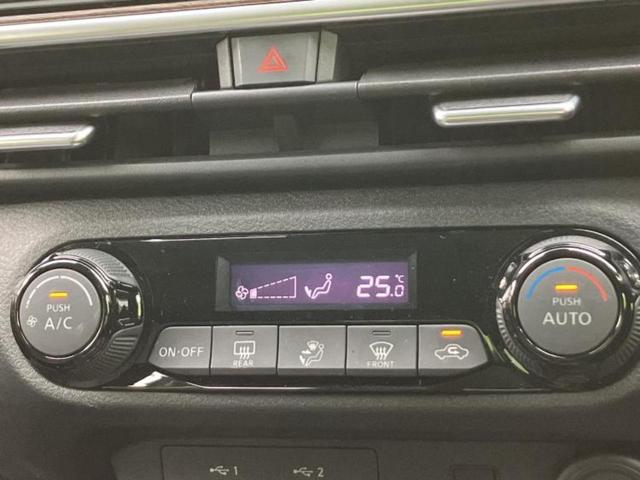 25.0 °C
PUSH
A/C
PUSH
AUTO
ON·OFF
REAR
FRONT
1
2